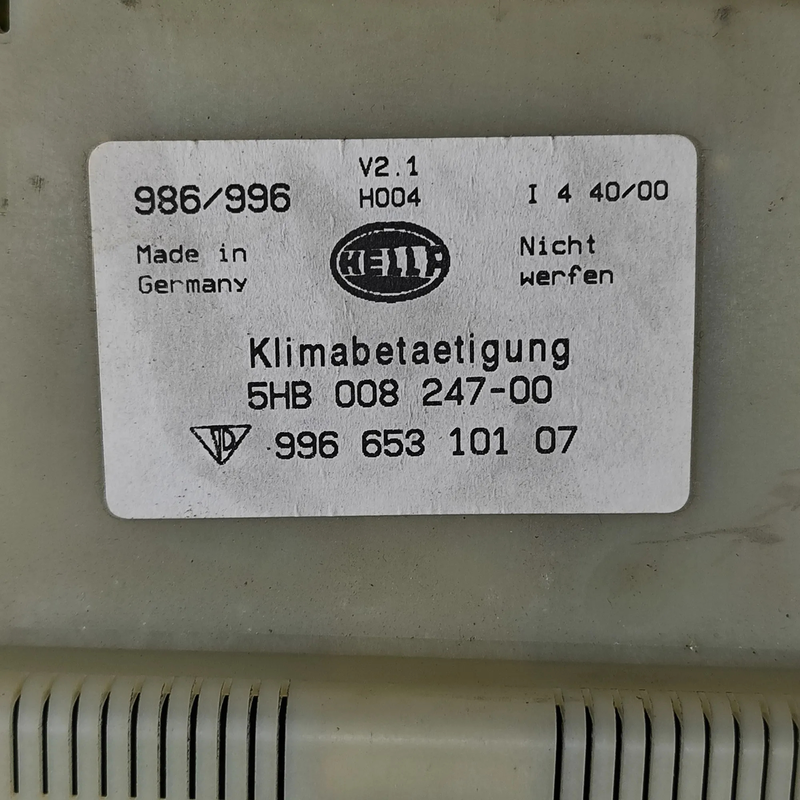 V2.1
986/996 H004 I 4 40/00
Made in Germany
HELLA
Nicht werfen
Klimabetaetigung
5HB 008 247-00
996 653 101 07